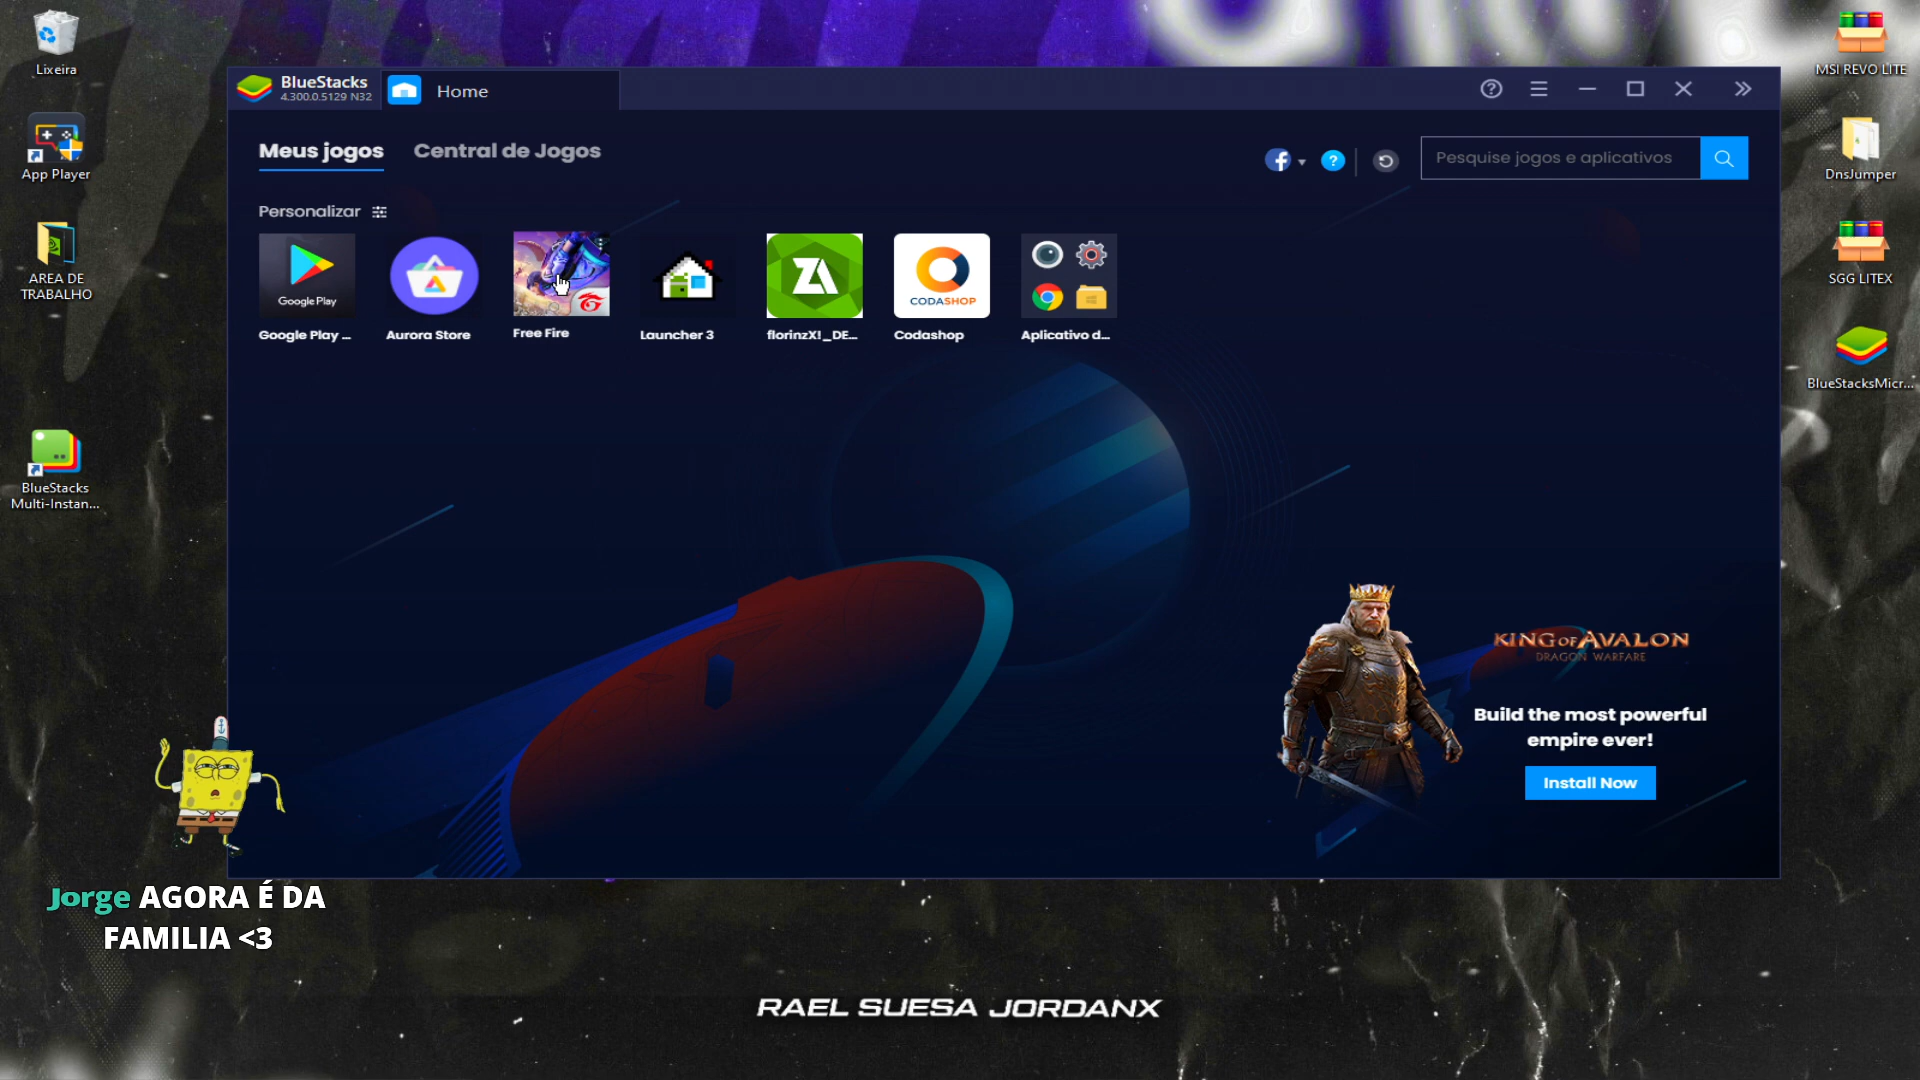 Lixeira
App Player
AREA DE
TRABALHO
BlueStacks
Multi-Instan...
BlueStacks
4.300.0.5129 N32
Home
Meus jogos
Central de Jogos
Pesquise jogos e aplicativos
Personalizar
Google Play
CODASHOP
Google Play ...
Aurora Store
Free Fire
Launcher 3
florinzX!_DE...
Codashop
Aplicativo d...
KING OF AVALON
DRAGON WARFARE
Build the most powerful
empire ever!
Install Now
MSI REVO LITE
DnsJumper
SGG LITEX
BlueStacksMicr...
Jorge AGORA É DA
FAMILIA <3
RAEL SUESA JORDANX